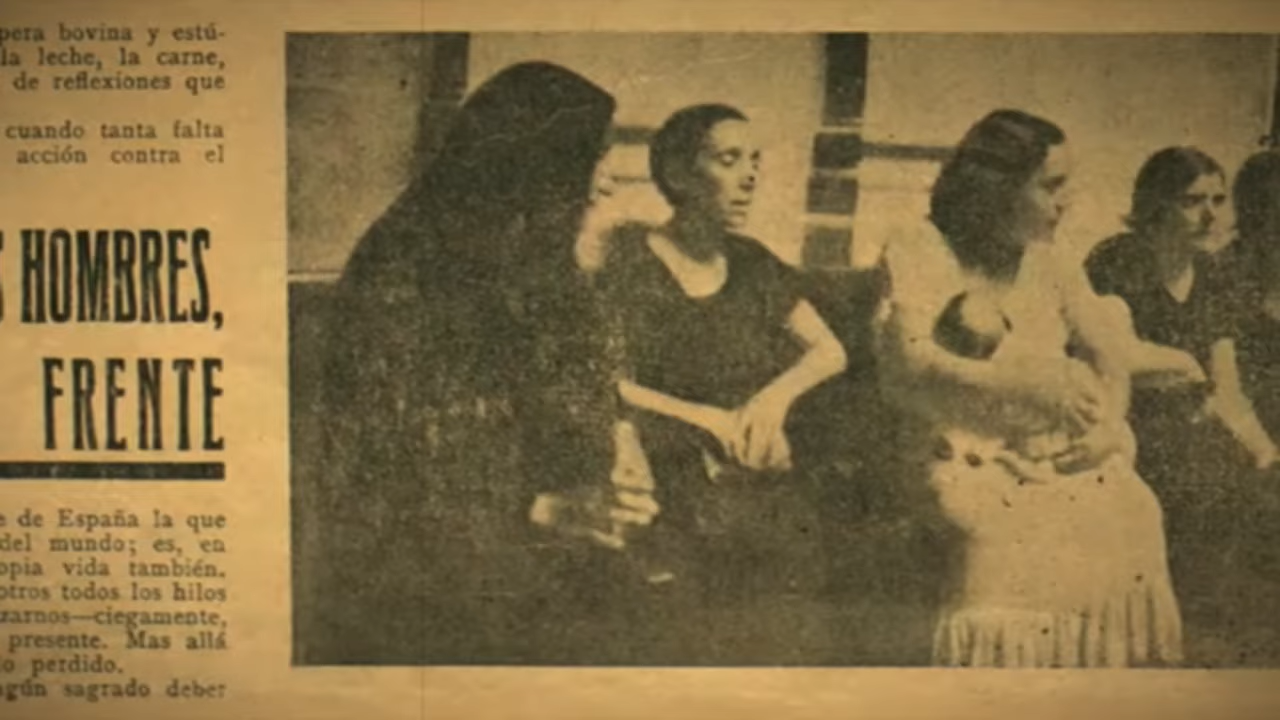 pera bovina y estú-
la leche, la carne,
de reflexiones que
cuando tanta falta
acción contra el
S HOMBRES,
FRENTE
e de España la que
del mundo; es, en
opia vida también.
otros todos los hilos
zarnos—ciegamente,
presente. Mas allá
lo perdido.
ngún sagrado deber